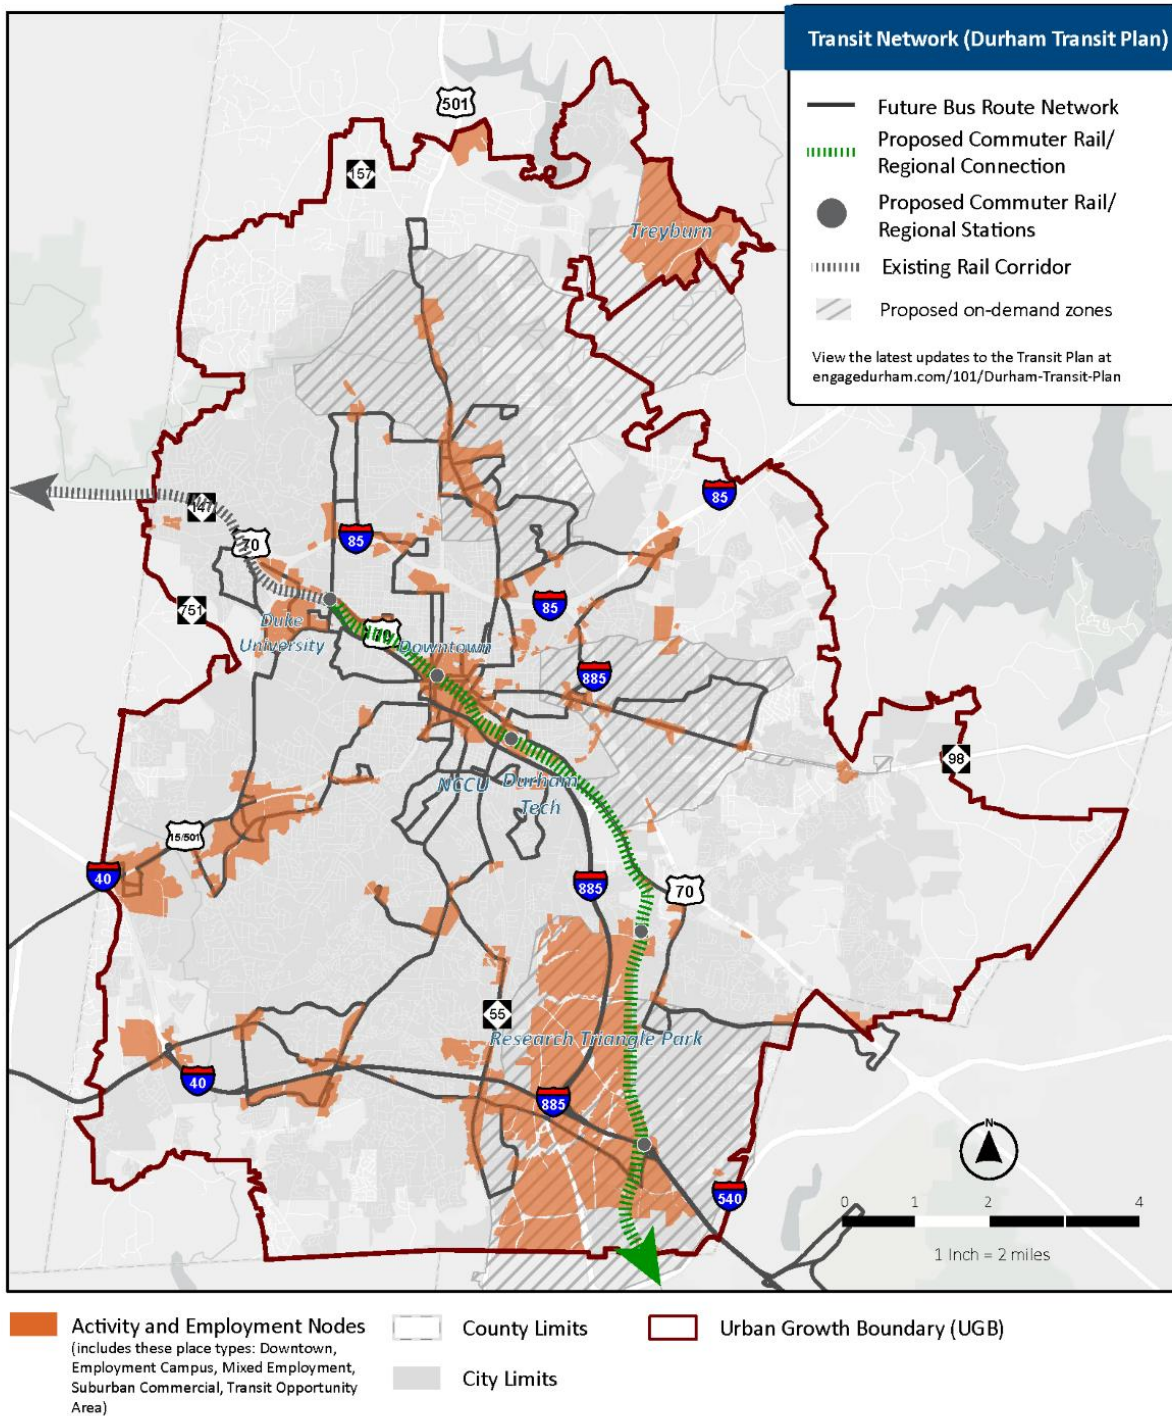 Transit Network (Durham Transit Plan)
Future Bus Route Network
Proposed Commuter Rail/
Regional Connection
Proposed Commuter Rail/
Regional Stations
Existing Rail Corridor
Proposed on-demand zones
View the latest updates to the Transit Plan at
engagedurham.com/101/Durham-Transit-Plan
501
157
Treyburn
85
147
70
85
85
751
Duke
University
70
Downtown
885
98
NCCU
Durham
Tech
15/501
40
885
70
55
Research Triangle Park
40
885
540
N
0 1 2 4
1 Inch = 2 miles
Activity and Employment Nodes
(includes these place types: Downtown,
Employment Campus, Mixed Employment,
Suburban Commercial, Transit Opportunity
Area)
County Limits
City Limits
Urban Growth Boundary (UGB)